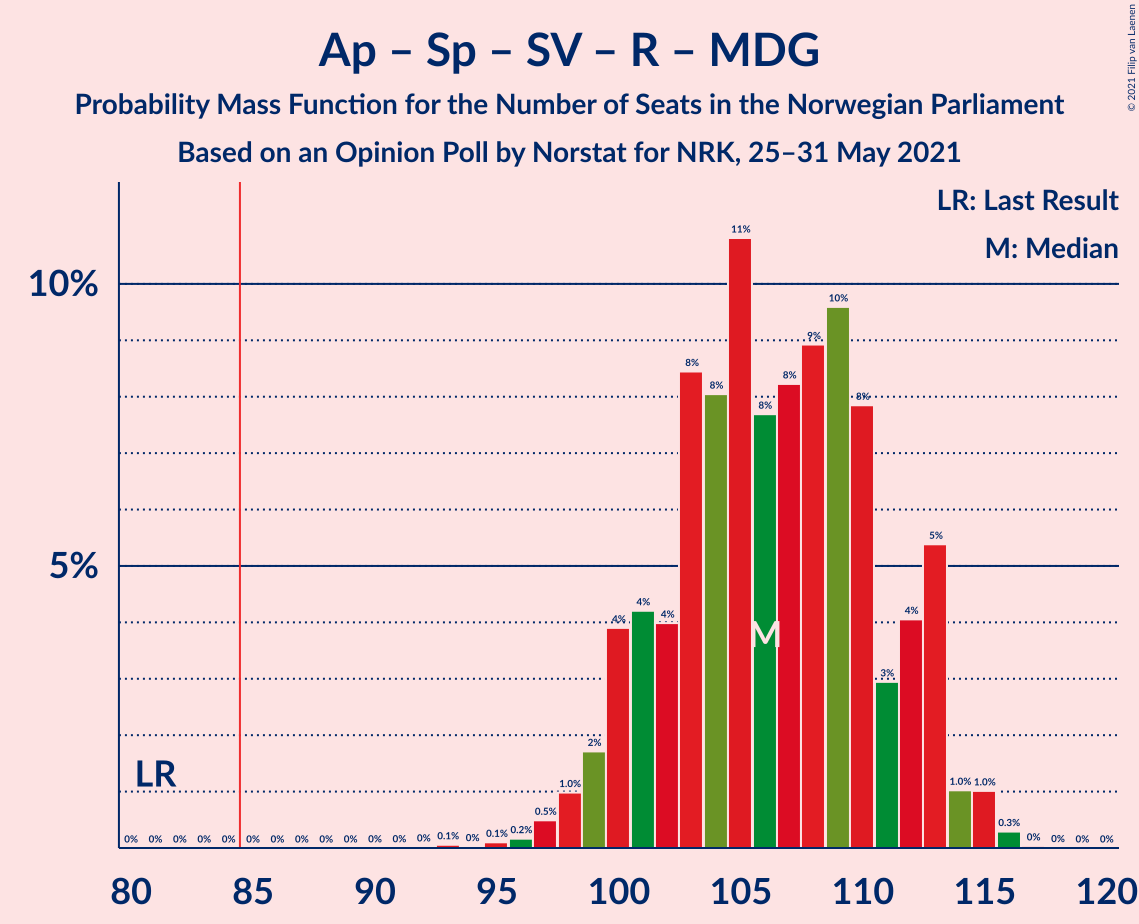 Ap – Sp – SV – R – MDG
Probability Mass Function for the Number of Seats in the Norwegian Parliament
Based on an Opinion Poll by Norstat for NRK, 25–31 May 2021
© 2021 Filip van Laenen
LR: Last Result
M: Median
10%
5%
LR
M
0% 0% 0% 0% 0% 0% 0% 0% 0% 0% 0% 0% 0% 0.1% 0% 0.1% 0.2% 0.5% 1.0% 2% 4% 4% 4% 8% 8% 11% 8% 8% 9% 10% 8% 3% 4% 5% 1.0% 1.0% 0.3% 0% 0% 0% 0%
80 85 90 95 100 105 110 115 120